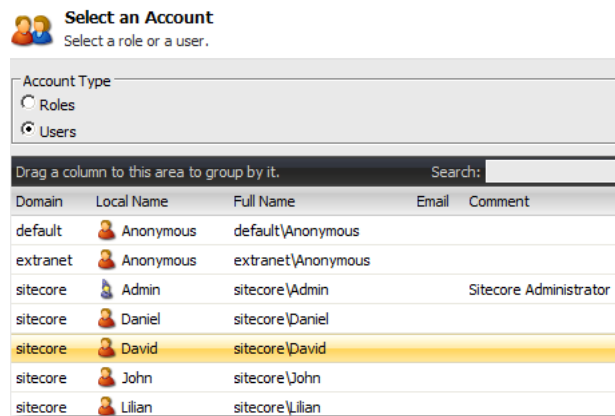 Select an Account
Select a role or a user.
Account Type
Roles
Users
Drag a column to this area to group by it. Search:
Domain Local Name Full Name Email Comment
default Anonymous default\Anonymous
extranet Anonymous extranet\Anonymous
sitecore Admin sitecore\Admin Sitecore Administrator
sitecore Daniel sitecore\Daniel
sitecore David sitecore\David
sitecore John sitecore\John
sitecore Lilian sitecore\Lilian